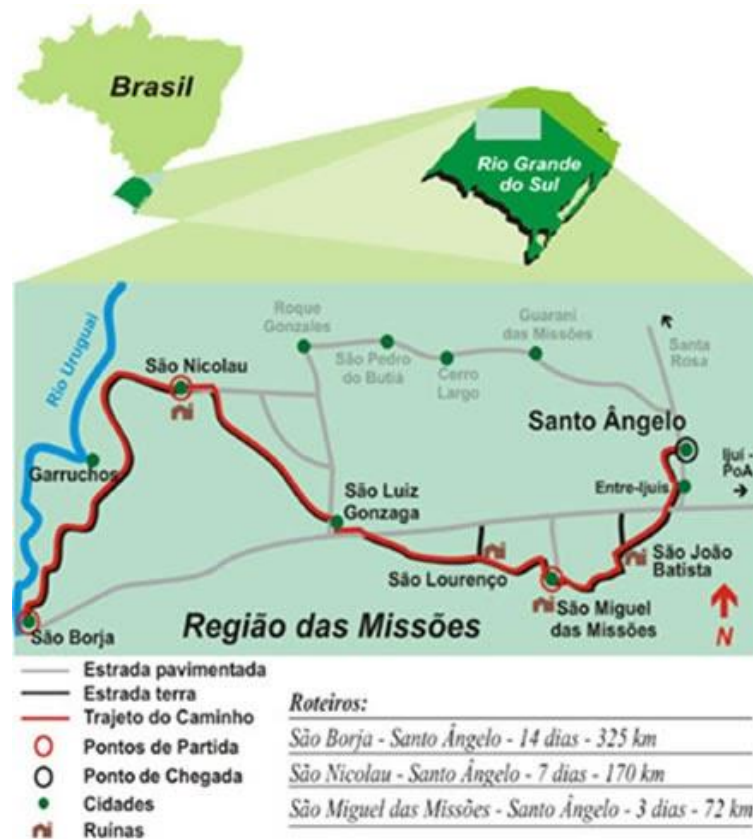 Brasil
Rio Grande
do Sul
Rio Uruguai
Roque
Gonzales
São Pedro
do Butiá
Cerro
Largo
Guarani
das Missões
Santa
Rosa
São Nicolau
Santo Ângelo
Garruchos
Ijuí -
PoA
Entre-Ijuis
São Luiz
Gonzaga
São Lourenço
São João
Batista
São Miguel
das Missões
São Borja
Região das Missões
N
Estrada pavimentada
Estrada terra
Trajeto do Caminho
Pontos de Partida
Ponto de Chegada
Cidades
Ruínas
Roteiros:
São Borja - Santo Ângelo - 14 dias - 325 km
São Nicolau - Santo Ângelo - 7 dias - 170 km
São Miguel das Missões - Santo Ângelo - 3 dias - 72 km